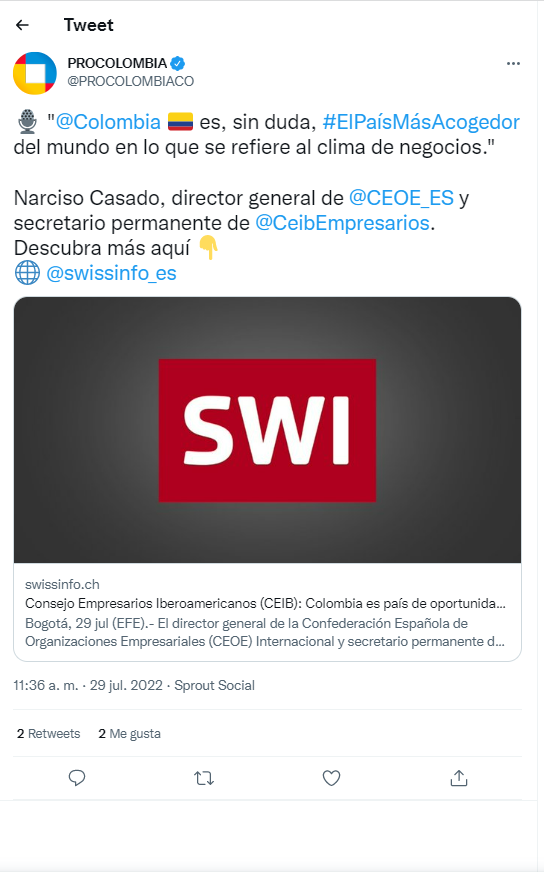 Tweet
PROCOLOMBIA
@PROCOLOMBIACO
"@Colombia es, sin duda, #ElPaísMásAcogedor
del mundo en lo que se refiere al clima de negocios."
Narciso Casado, director general de @CEOE_ES y
secretario permanente de @CeibEmpresarios.
Descubra más aquí
@swissinfo_es
SWI
swissinfo.ch
Consejo Empresarios Iberoamericanos (CEIB): Colombia es país de oportunida...
Bogotá, 29 jul (EFE).- El director general de la Confederación Española de
Organizaciones Empresariales (CEOE) Internacional y secretario permanente d...
11:36 a. m. · 29 jul. 2022 · Sprout Social
2 Retweets 2 Me gusta